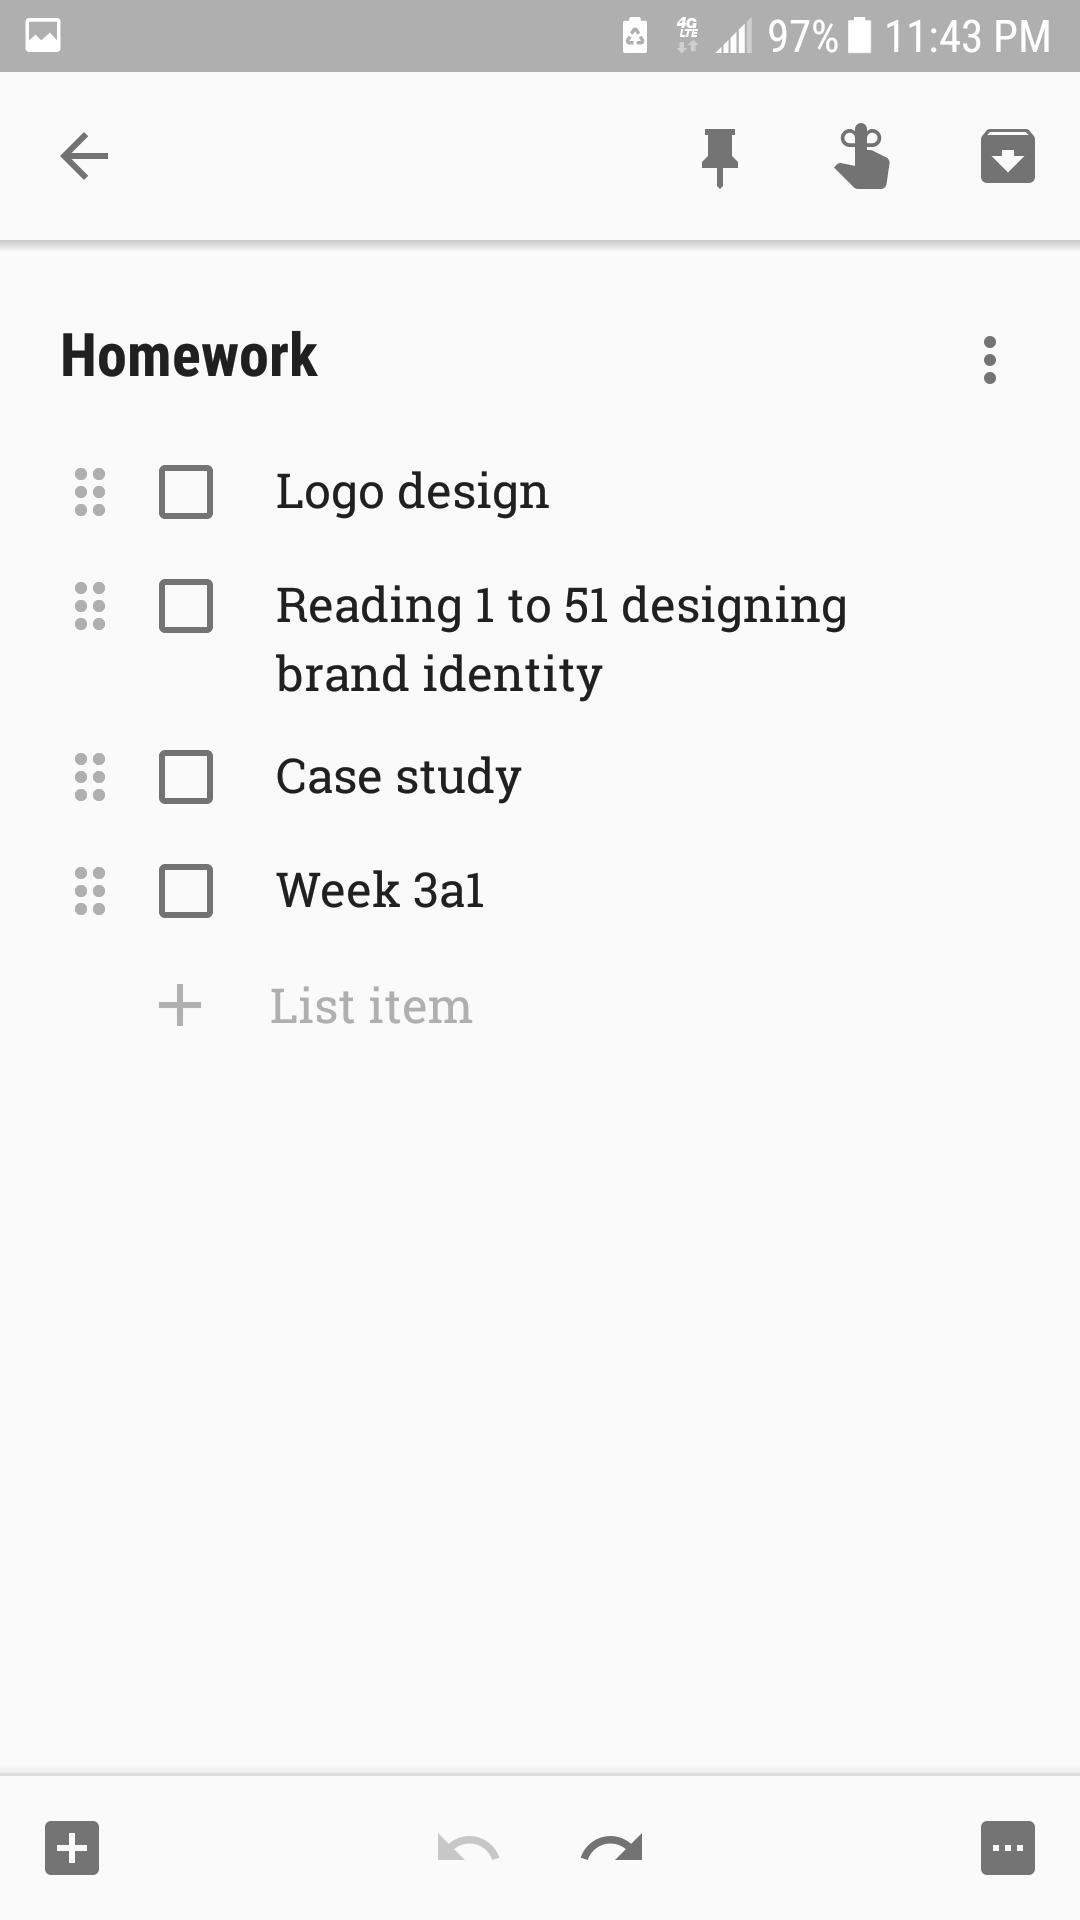 4G LTE 97% 11:43 PM
Homework
Logo design
Reading 1 to 51 designing
brand identity
Case study
Week 3a1
List item